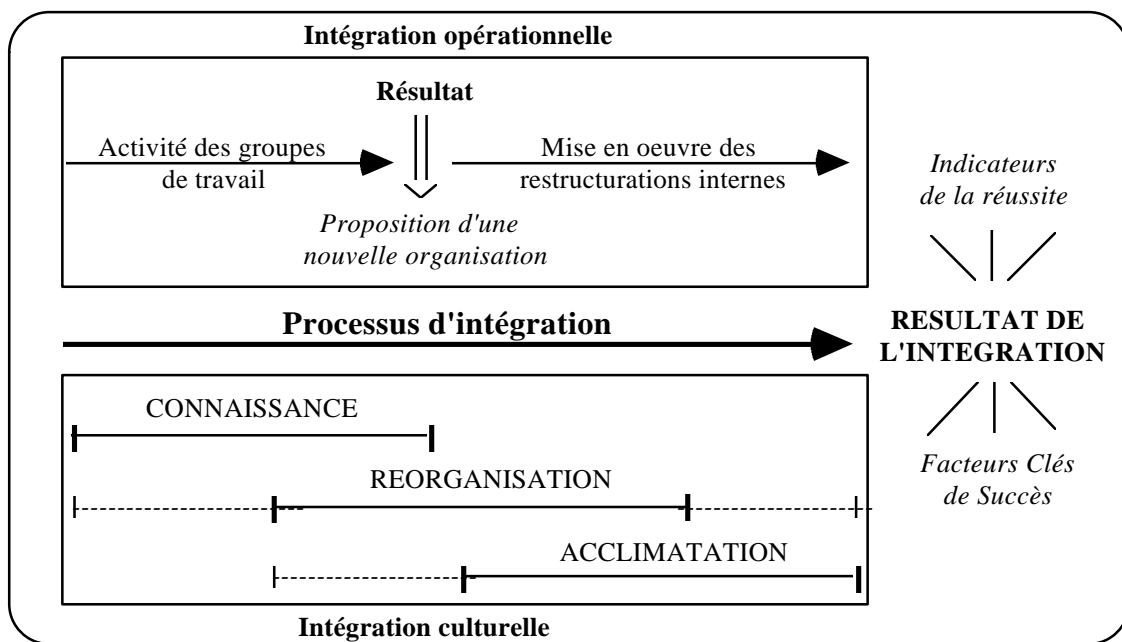 Intégration opérationnelle
Résultat
Activité des groupes
de travail
Mise en oeuvre des
restructurations internes
Proposition d'une
nouvelle organisation
Indicateurs
de la réussite
Processus d'intégration
RESULTAT DE
L'INTEGRATION
CONNAISSANCE
REORGANISATION
ACCLIMATATION
Facteurs Clés
de Succès
Intégration culturelle